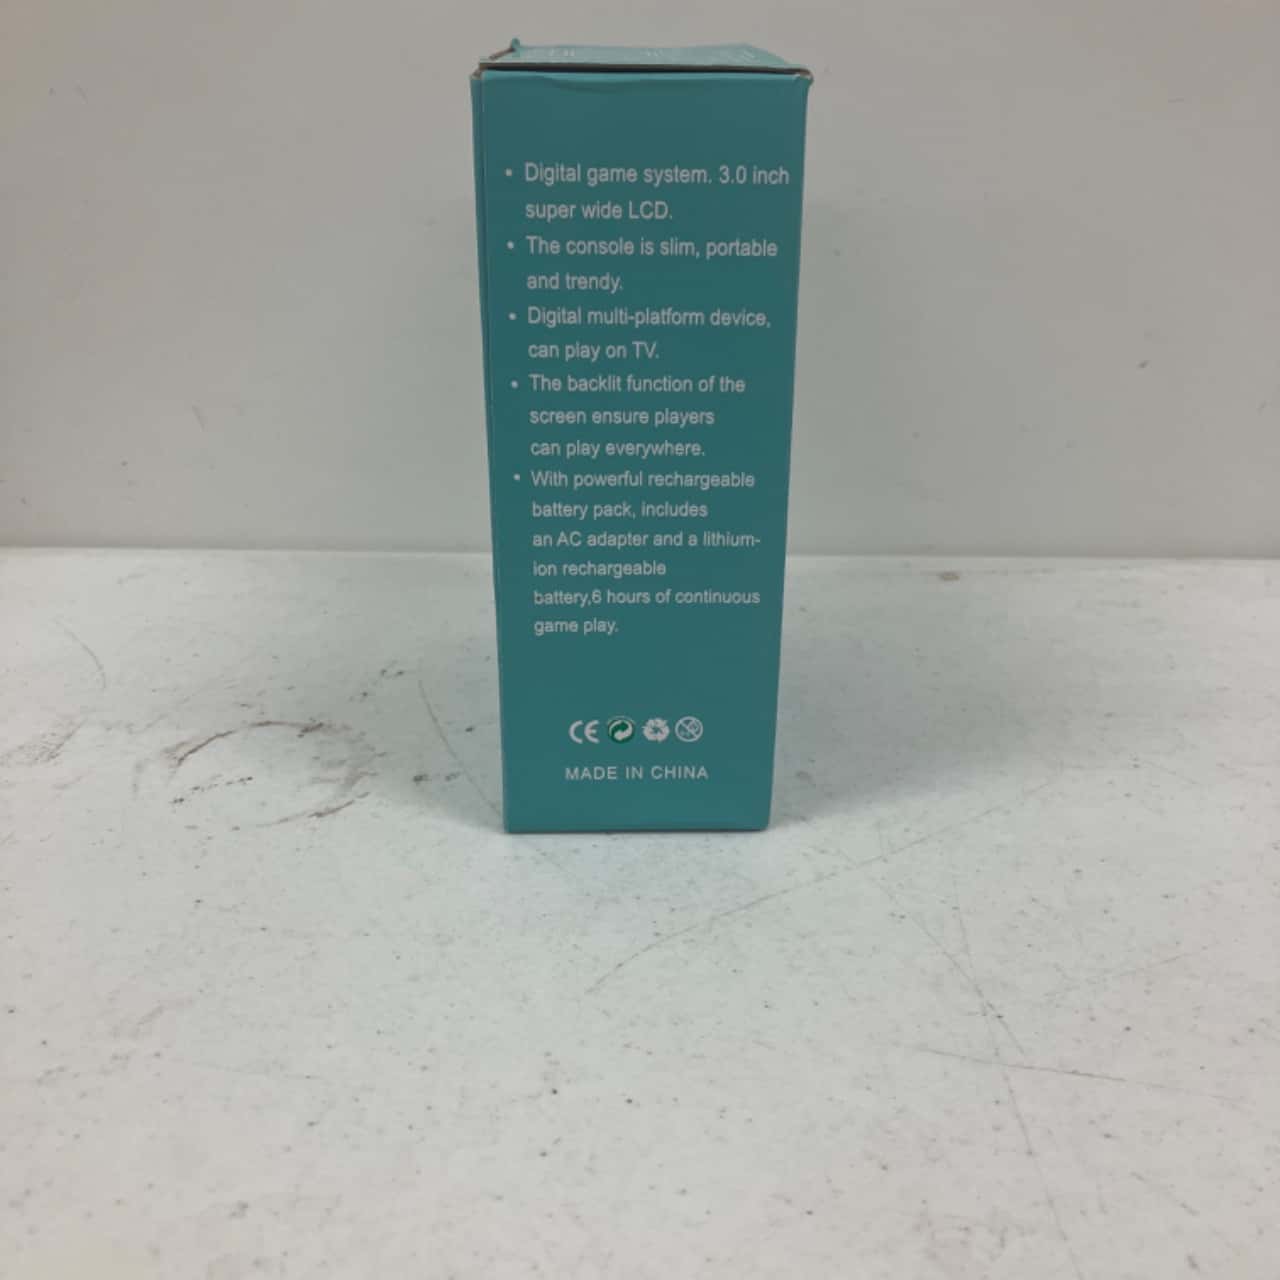 • Digital game system. 3.0 inch
super wide LCD.
• The console is slim, portable
and trendy.
• Digital multi-platform device,
can play on TV.
• The backlit function of the
screen ensure players
can play everywhere.
• With powerful rechargeable
battery pack, includes
an AC adapter and a lithium-
ion rechargeable
battery,6 hours of continuous
game play.
CE
MADE IN CHINA